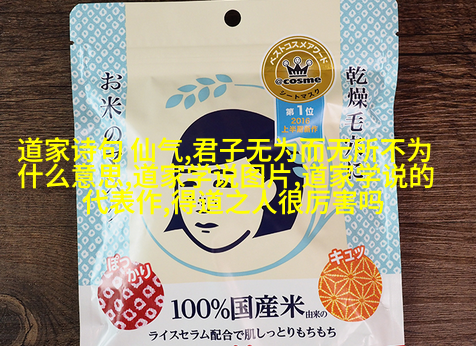 ベストコスメアワード
@cosme
シートマスク
第1位
2018
上半期新作
お米の
乾燥毛
道家诗句 仙气,君子无为而无所不为
什么意思,道家学说图片,道家学说的
代表作,得道之人很厉害吗
ぽっかり
キュッ
100%国産米由来の
ライスセラム配合で肌しっとりもちもち